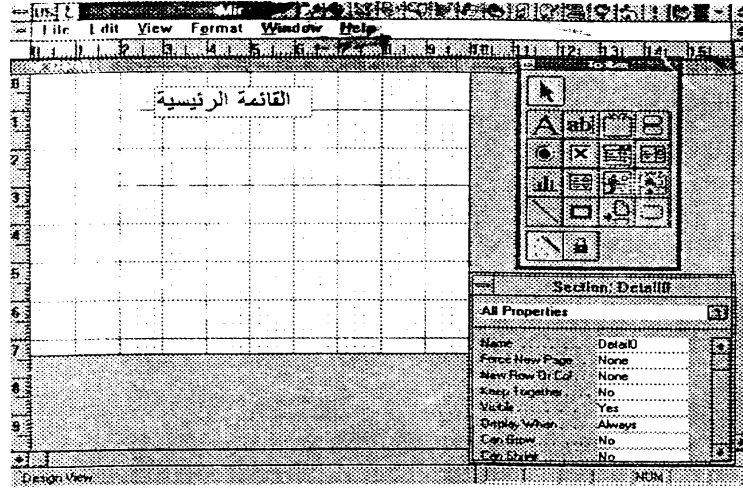 File Edit View Format Window Help
القائمة الرئيسية
Section: Detail0
All Properties
Name Detail0
Force New Page None
New Row Or Col None
Keep Together No
Visible Yes
Display When Always
Can Grow No
Can Shrink No
Design View NUM